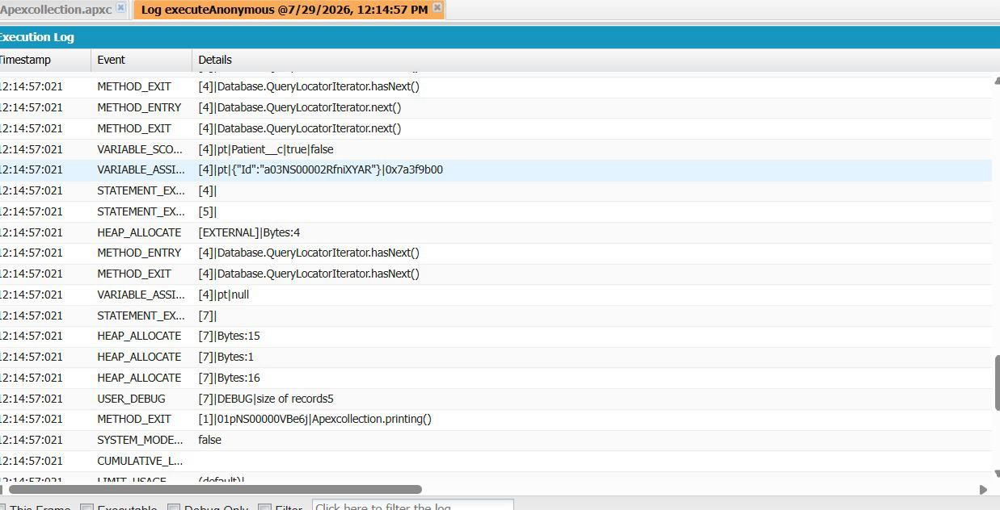 Apexcollection.apxc Log executeAnonymous @7/29/2026, 12:14:57 PM
Execution Log
Timestamp Event Details
12:14:57:021 METHOD_EXIT [4]|Database.QueryLocatorIterator.hasNext()
12:14:57:021 METHOD_ENTRY [4]|Database.QueryLocatorIterator.next()
12:14:57:021 METHOD_EXIT [4]|Database.QueryLocatorIterator.next()
12:14:57:021 VARIABLE_SCO... [4]|pt|Patient__c|true|false
12:14:57:021 VARIABLE_ASSI... [4]|pt|{"Id":"a03NS00002RfniXYAR"}|0x7a3f9b00
12:14:57:021 STATEMENT_EX... [4]|
12:14:57:021 STATEMENT_EX... [5]|
12:14:57:021 HEAP_ALLOCATE [EXTERNAL]|Bytes:4
12:14:57:021 METHOD_ENTRY [4]|Database.QueryLocatorIterator.hasNext()
12:14:57:021 METHOD_EXIT [4]|Database.QueryLocatorIterator.hasNext()
12:14:57:021 VARIABLE_ASSI... [4]|pt|null
12:14:57:021 STATEMENT_EX... [7]|
12:14:57:021 HEAP_ALLOCATE [7]|Bytes:15
12:14:57:021 HEAP_ALLOCATE [7]|Bytes:1
12:14:57:021 HEAP_ALLOCATE [7]|Bytes:16
12:14:57:021 USER_DEBUG [7]|DEBUG|size of records5
12:14:57:021 METHOD_EXIT [1]|01pNS00000VBe6j|Apexcollection.printing()
12:14:57:021 SYSTEM_MODE... false
12:14:57:021 CUMULATIVE_L...
12:14:57:021 LIMIT_USAGE (default)|
This Frame Executable Debug Only Filter Click here to filter the log